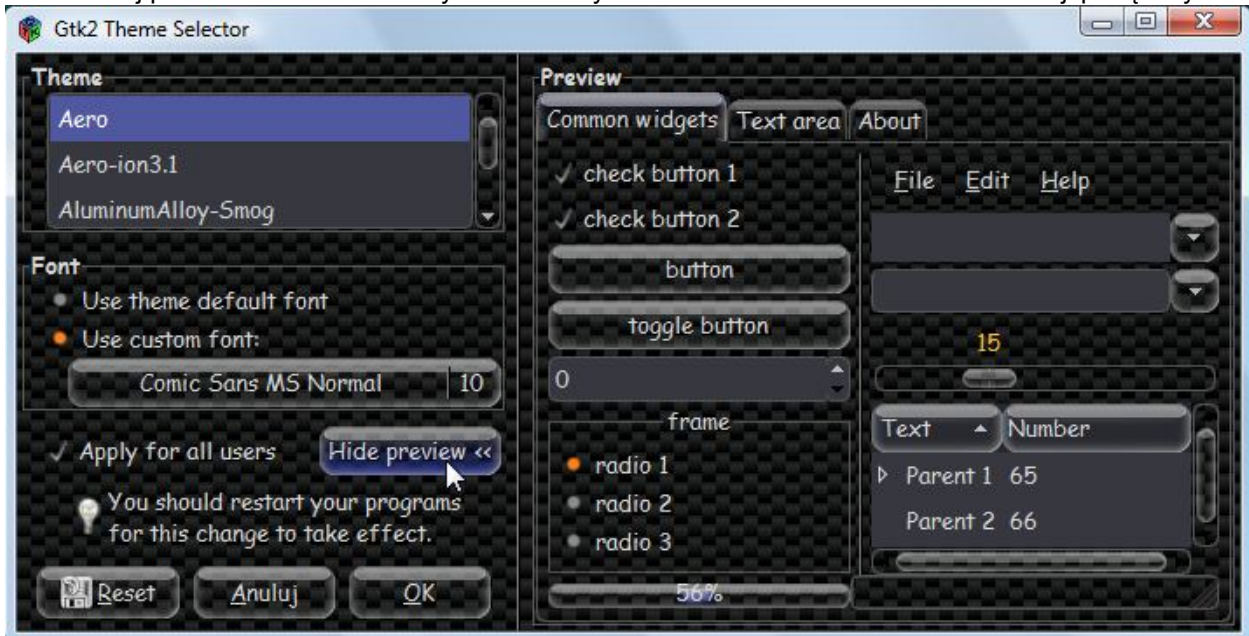 Gtk2 Theme Selector
Theme
Aero
Aero-ion3.1
AluminumAlloy-Smog
Font
Use theme default font
Use custom font:
Comic Sans MS Normal 10
Apply for all users
Hide preview <<
You should restart your programs
for this change to take effect.
Reset Anuluj OK
Preview
Common widgets Text area About
check button 1
check button 2
button
toggle button
0
frame
radio 1
radio 2
radio 3
56%
File Edit Help
15
Text Number
Parent 1 65
Parent 2 66